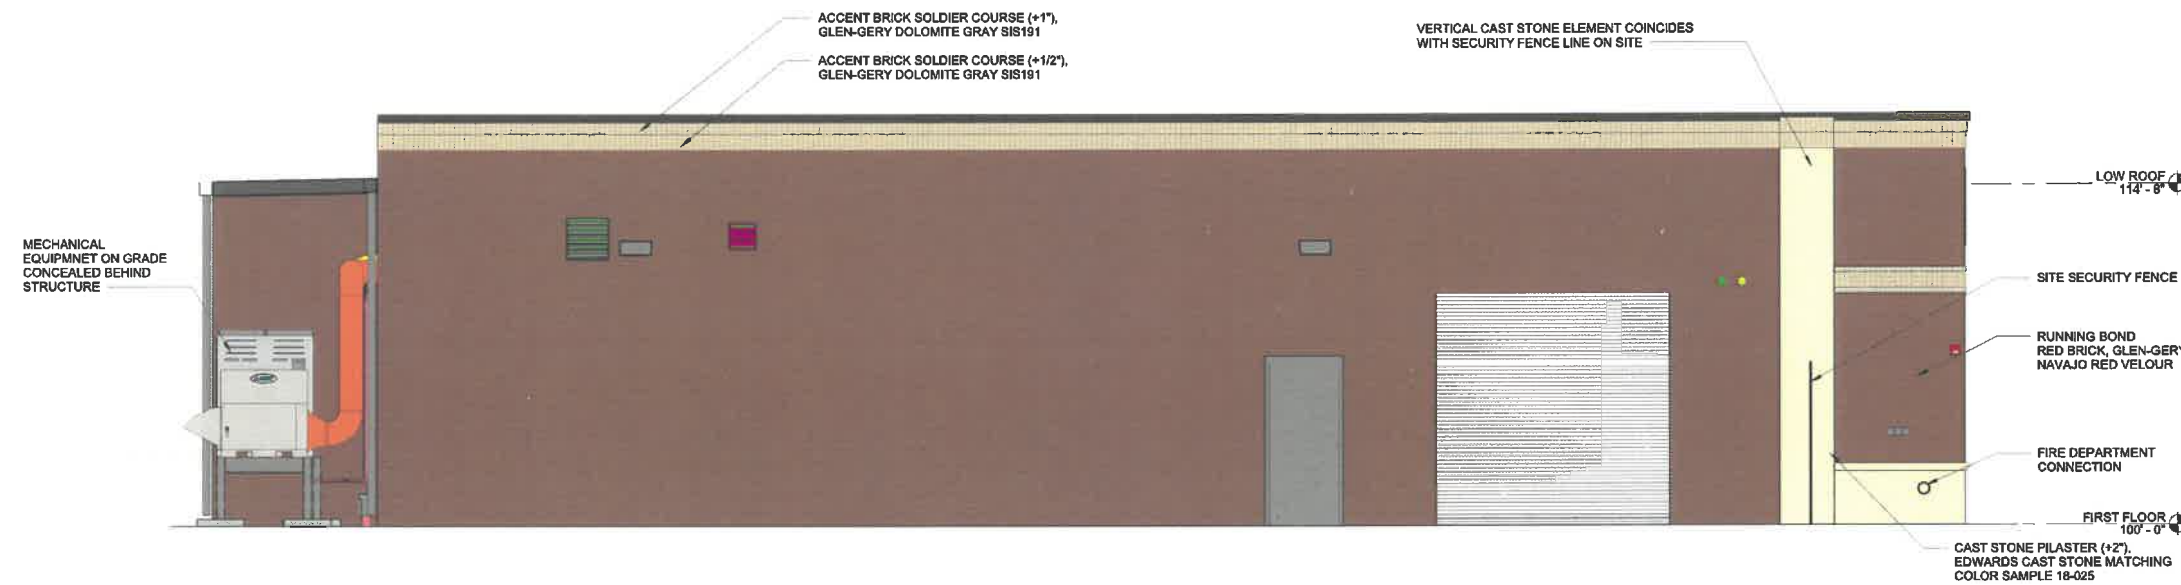 ACCENT BRICK SOLDIER COURSE (+1"),
GLEN-GERY DOLOMITE GRAY SIS191
ACCENT BRICK SOLDIER COURSE (+1/2"),
GLEN-GERY DOLOMITE GRAY SIS191
VERTICAL CAST STONE ELEMENT COINCIDES
WITH SECURITY FENCE LINE ON SITE
LOW ROOF
114' - 8"
MECHANICAL
EQUIPMNET ON GRADE
CONCEALED BEHIND
STRUCTURE
SITE SECURITY FENCE
RUNNING BOND
RED BRICK, GLEN-GERY
NAVAJO RED VELOUR
FIRE DEPARTMENT
CONNECTION
FIRST FLOOR
100' - 0"
CAST STONE PILASTER (+2"),
EDWARDS CAST STONE MATCHING
COLOR SAMPLE 18-025